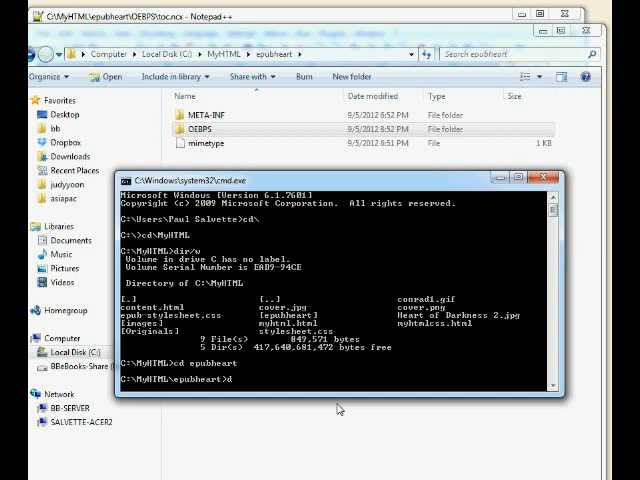 C:\MyHTML\epubheart\OEBPS\toc.ncx - Notepad++
Computer Local Disk (C:) MyHTML epubheart Search epubheart
Organize Open Include in library Share with Burn New folder
Favorites
Desktop
bb
Dropbox
Downloads
Recent Places
judyyoon
asiapac
Libraries
Documents
Music
Pictures
Videos
Homegroup
Computer
Local Disk (C:)
BBeBooks-Share
Network
BB-SERVER
SALVETTE-ACER2
Name Date modified Type Size
META-INF 9/5/2012 6:52 PM File folder
OEBPS 9/5/2012 6:52 PM File folder
mimetype 9/5/2012 6:51 PM File 1 KB
C:\Windows\system32\cmd.exe
Microsoft Windows [Version 6.1.7601]
Copyright (c) 2009 Microsoft Corporation. All rights reserved.
C:\Users\Paul Salvette>cd\
C:\>cd\MyHTML
C:\MyHTML>dir/w
Volume in drive C has no label.
Volume Serial Number is EAB9-94CE
Directory of C:\MyHTML
[.] [..] conrad1.gif
content.html cover.jpg cover.png
epub-stylesheet.css [epubheart] Heart of Darkness 2.jpg
[images] myhtml.html myhtmlcss.html
[Originals] stylesheet.css
9 File(s) 849,571 bytes
5 Dir(s) 417,640,681,472 bytes free
C:\MyHTML>cd epubheart
C:\MyHTML\epubheart>d